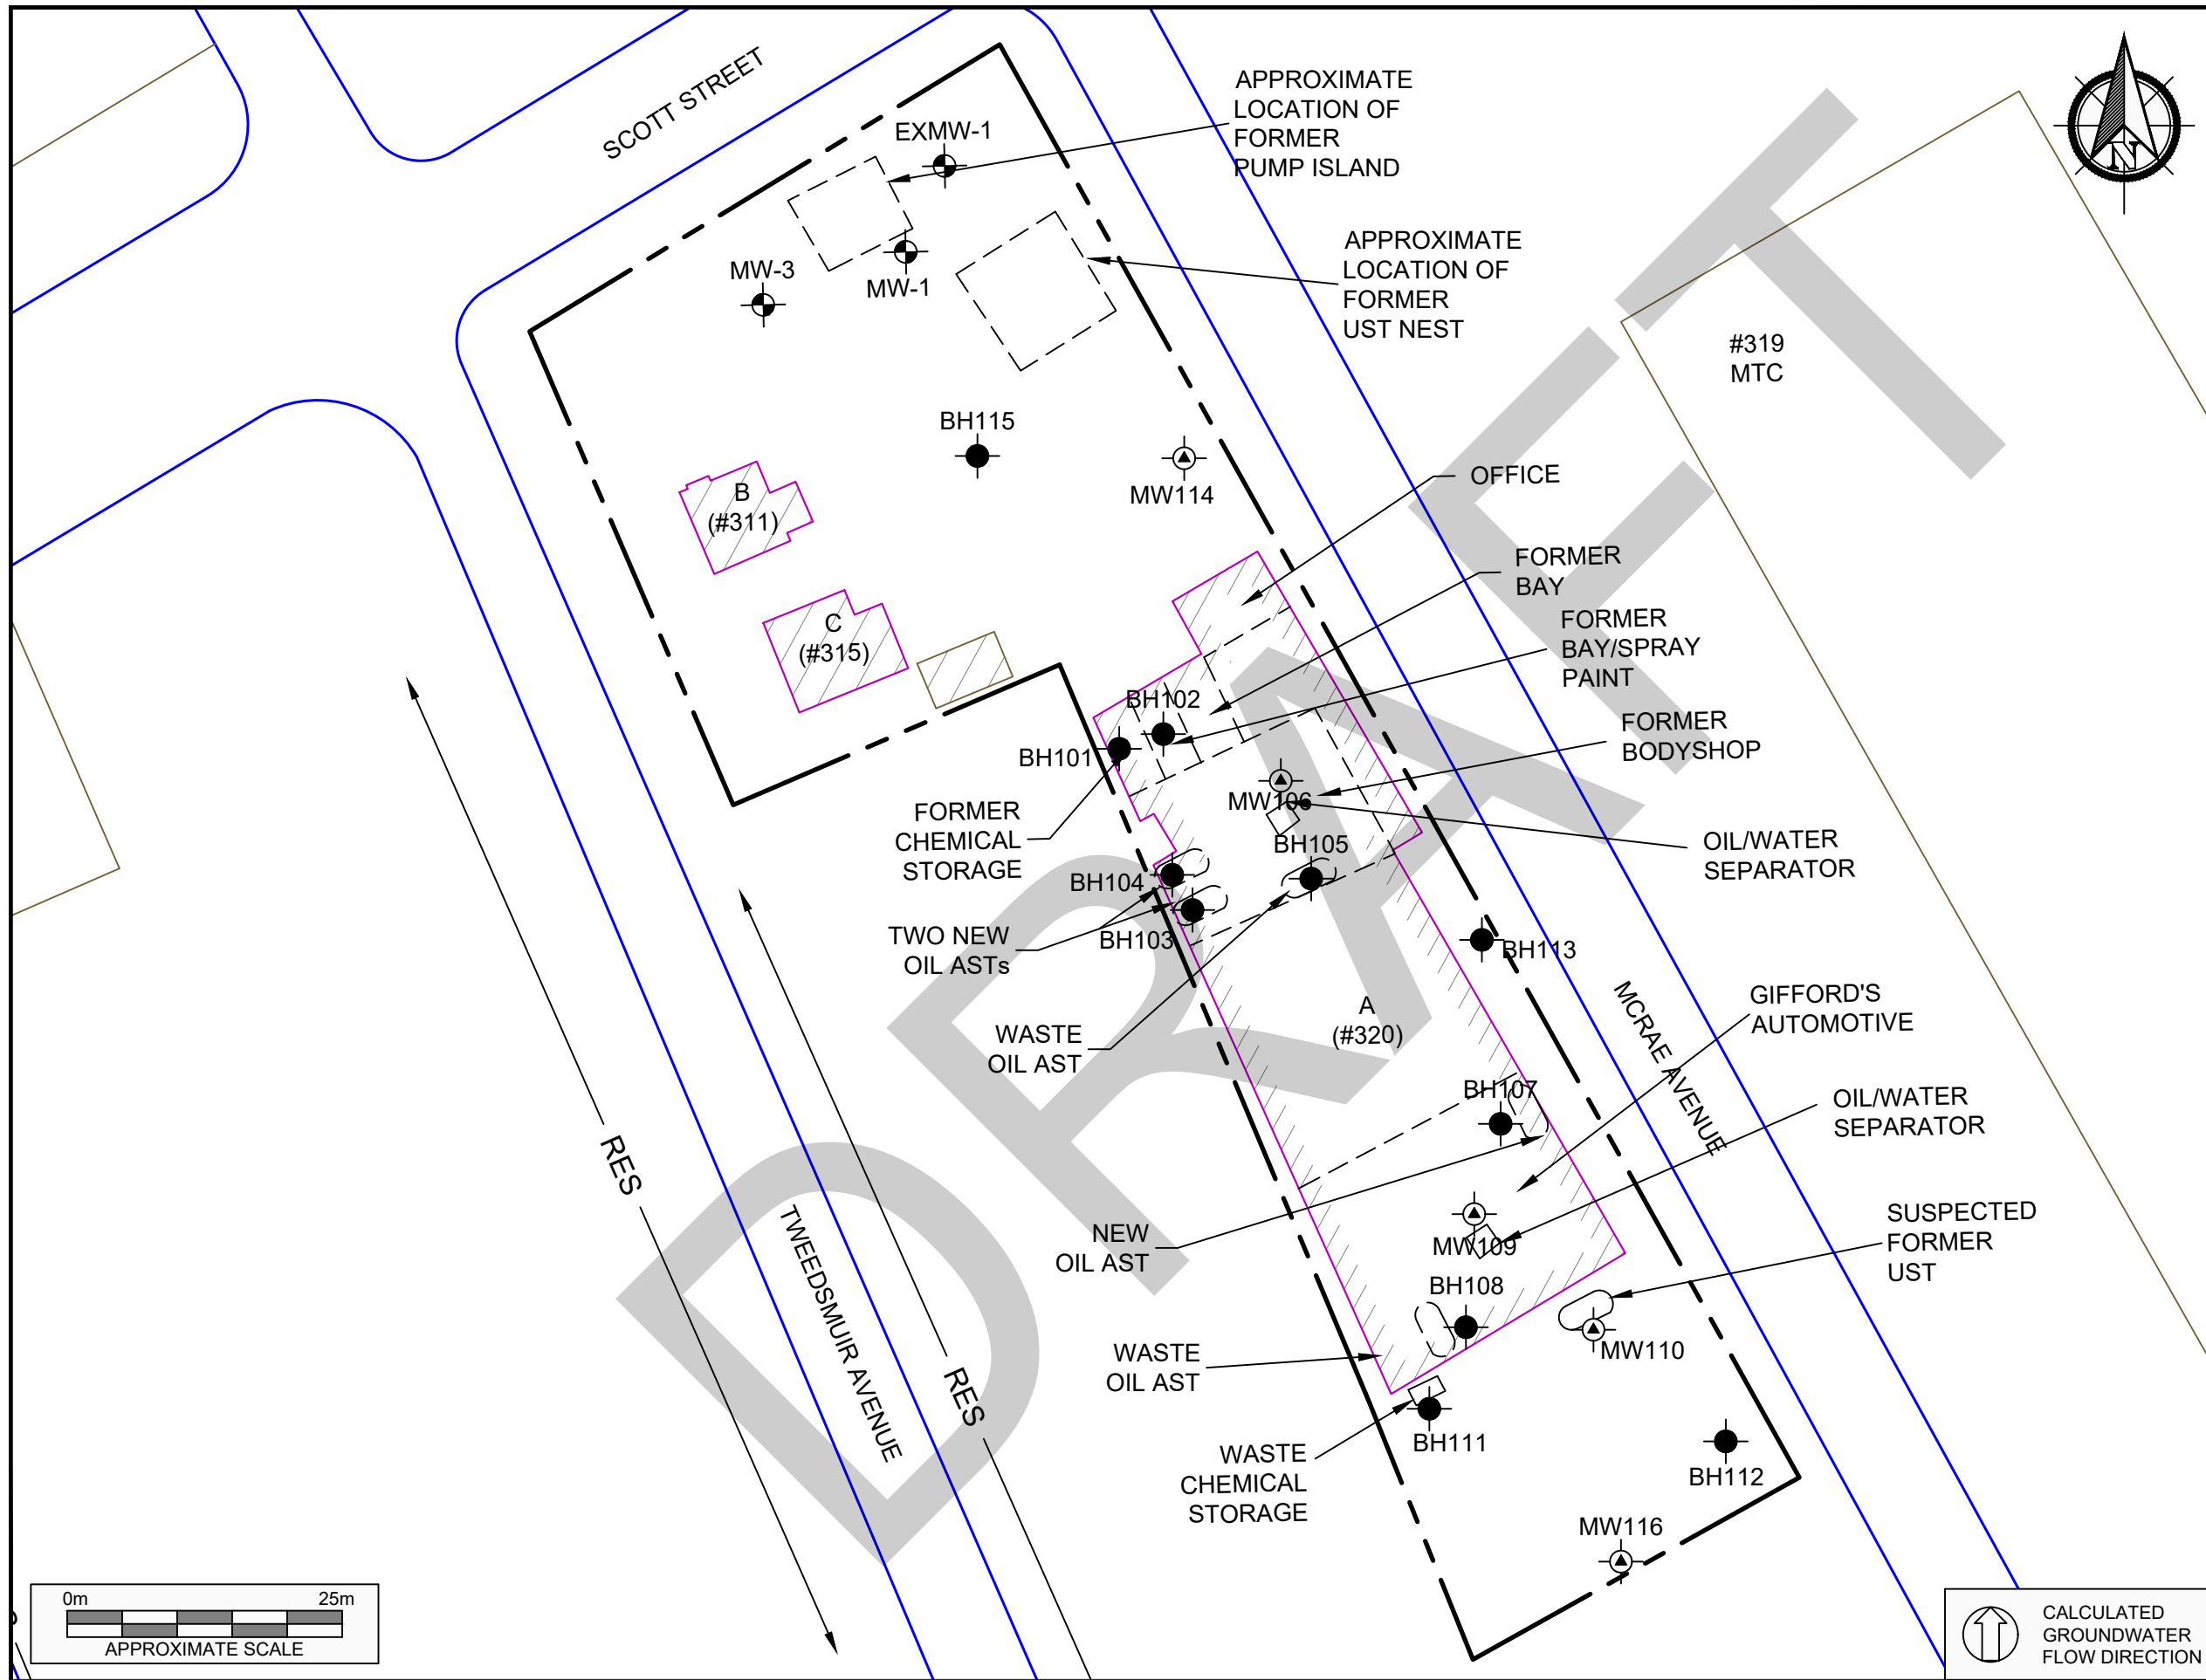 SCOTT STREET
EXMW-1
APPROXIMATE
LOCATION OF
FORMER
PUMP ISLAND
N
MW-3
MW-1
APPROXIMATE
LOCATION OF
FORMER
UST NEST
#319
MTC
BH115
MW114
OFFICE
B
(#311)
FORMER
BAY
C
(#315)
FORMER
BAY/SPRAY
PAINT
BH102
BH101
FORMER
BODYSHOP
MW106
FORMER
CHEMICAL
STORAGE
BH105
OIL/WATER
SEPARATOR
BH104
TWO NEW
OIL ASTs
BH103
BH113
WASTE
OIL AST
A
(#320)
MCRAE AVENUE
GIFFORD'S
AUTOMOTIVE
BH107
OIL/WATER
SEPARATOR
RES
TWEEDSMUIR AVENUE
RES
NEW
OIL AST
MW109
SUSPECTED
FORMER
UST
BH108
MW110
WASTE
OIL AST
BH111
WASTE
CHEMICAL
STORAGE
BH112
MW116
DRAFT
0m 25m
APPROXIMATE SCALE
CALCULATED
GROUNDWATER
FLOW DIRECTION